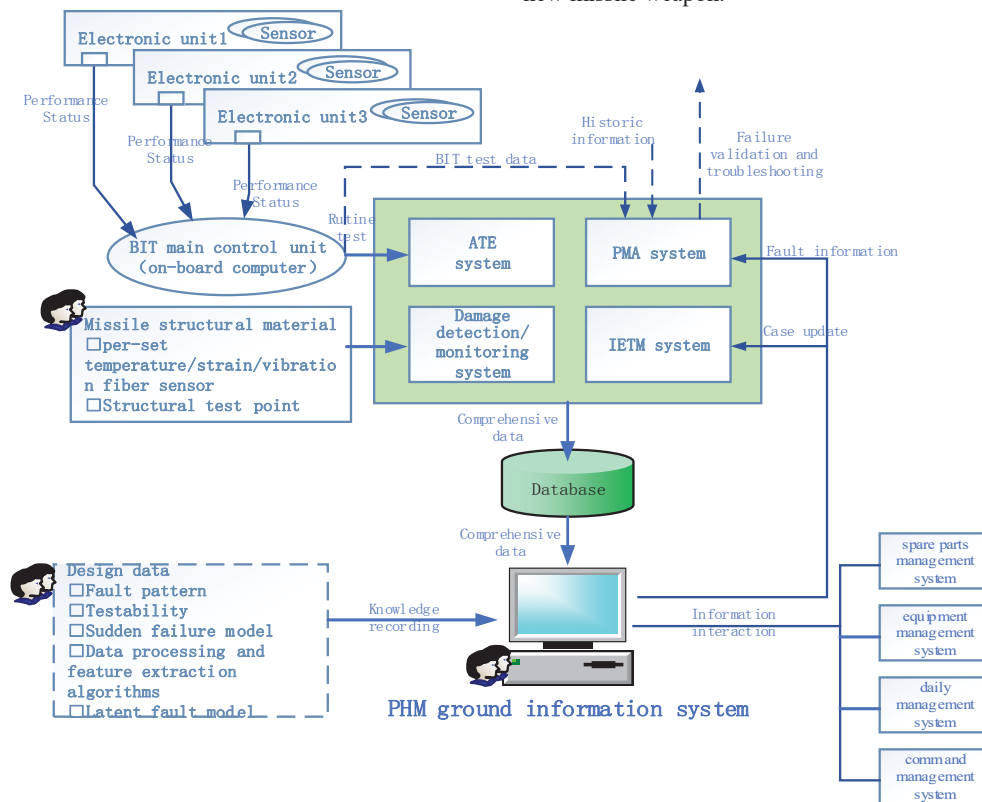 new missile weapon.
Electronic unit1
Sensor
Electronic unit2
Sensor
Electronic unit3
Sensor
Performance
Status
Performance
Status
Performance
Status
Historic
information
Failure
validation and
troubleshooting
BIT test data
Rutine
test
BIT main control unit
(on-board computer)
ATE
system
PMA system
Fault information
Missile structural material
□per-set
temperature/strain/vibratio
n fiber sensor
□Structural test point
Damage
detection/
monitoring
system
IETM system
Case update
Comprehensive
data
Database
Comprehensive
data
Design data
□Fault pattern
□Testability
□Sudden failure model
□Data processing and
feature extraction
algorithms
□Latent fault model
Knowledge
recording
Information
interaction
PHM ground information system
spare parts
management
system
equipment
management
system
daily
management
system
command
management
system